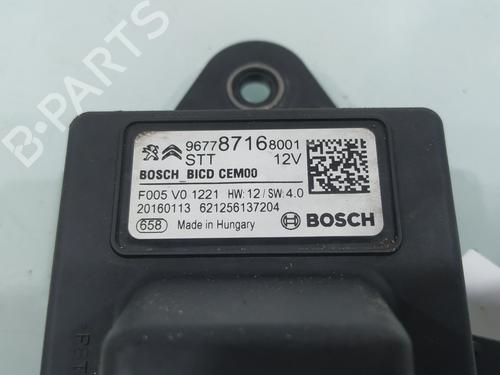 96778716 8001
STT 12V
BOSCH_BICD CEM00
F005 V0 1221 HW: 12 / SW: 4.0
20160113 621256137204
658 Made in Hungary BOSCH
B-PARTS